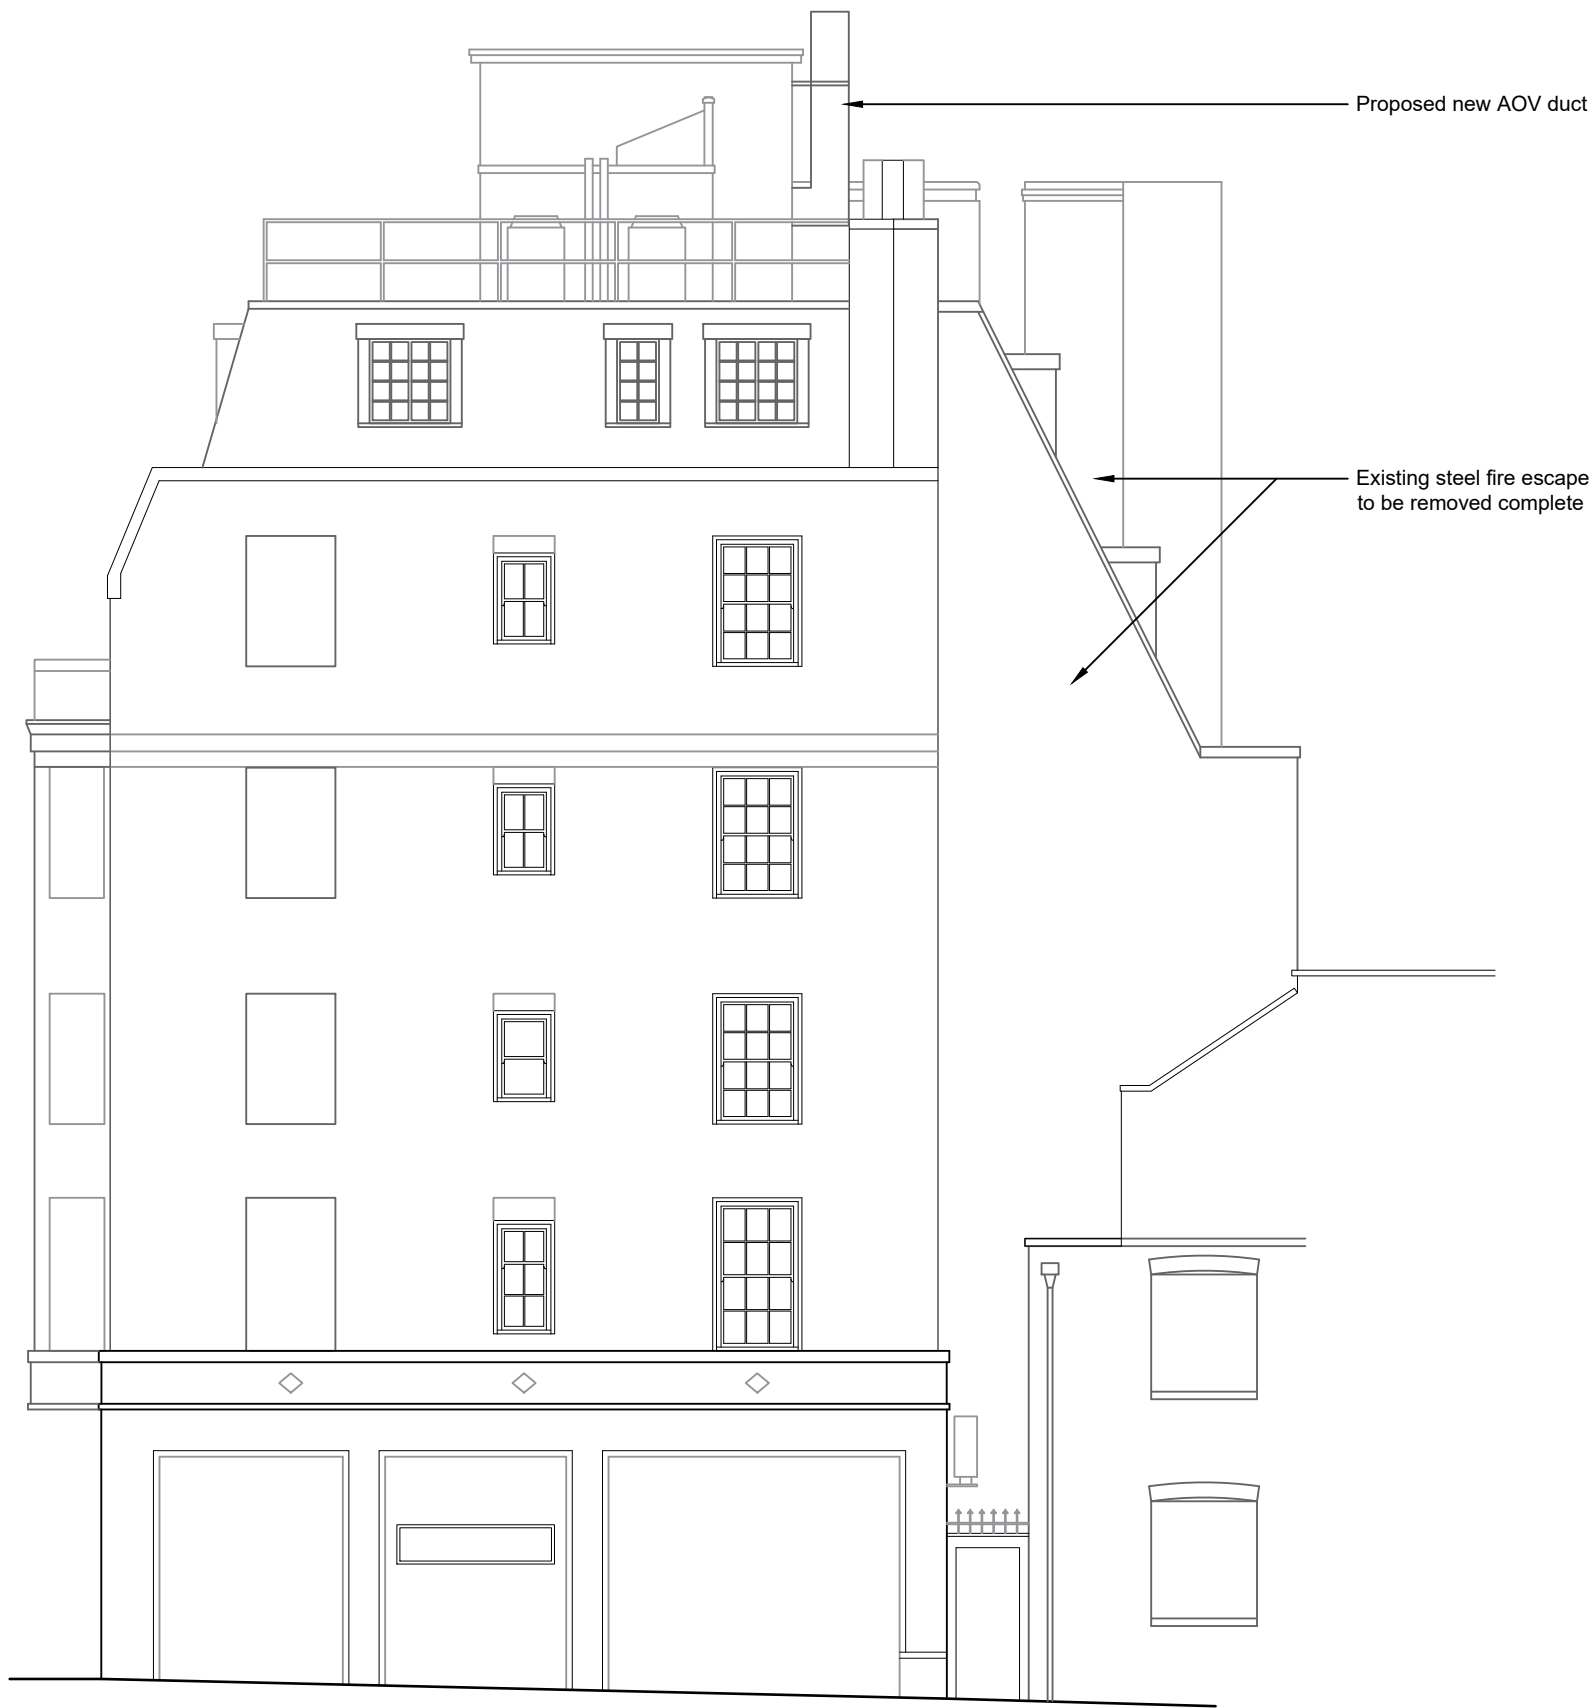 Proposed new AOV duct
Existing steel fire escape
to be removed complete